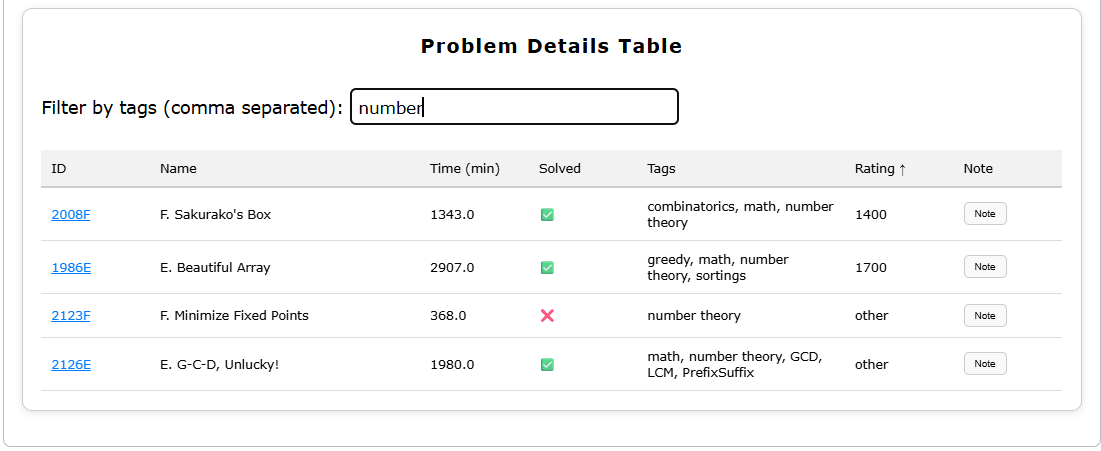 Problem Details Table
Filter by tags (comma separated): number
ID Name Time (min) Solved Tags Rating ↑ Note
2008F F. Sakurako's Box 1343.0 ✅ combinatorics, math, number
theory 1400 Note
1986E E. Beautiful Array 2907.0 ✅ greedy, math, number
theory, sortings 1700 Note
2123F F. Minimize Fixed Points 368.0 ❌ number theory other Note
2126E E. G-C-D, Unlucky! 1980.0 ✅ math, number theory, GCD,
LCM, PrefixSuffix other Note